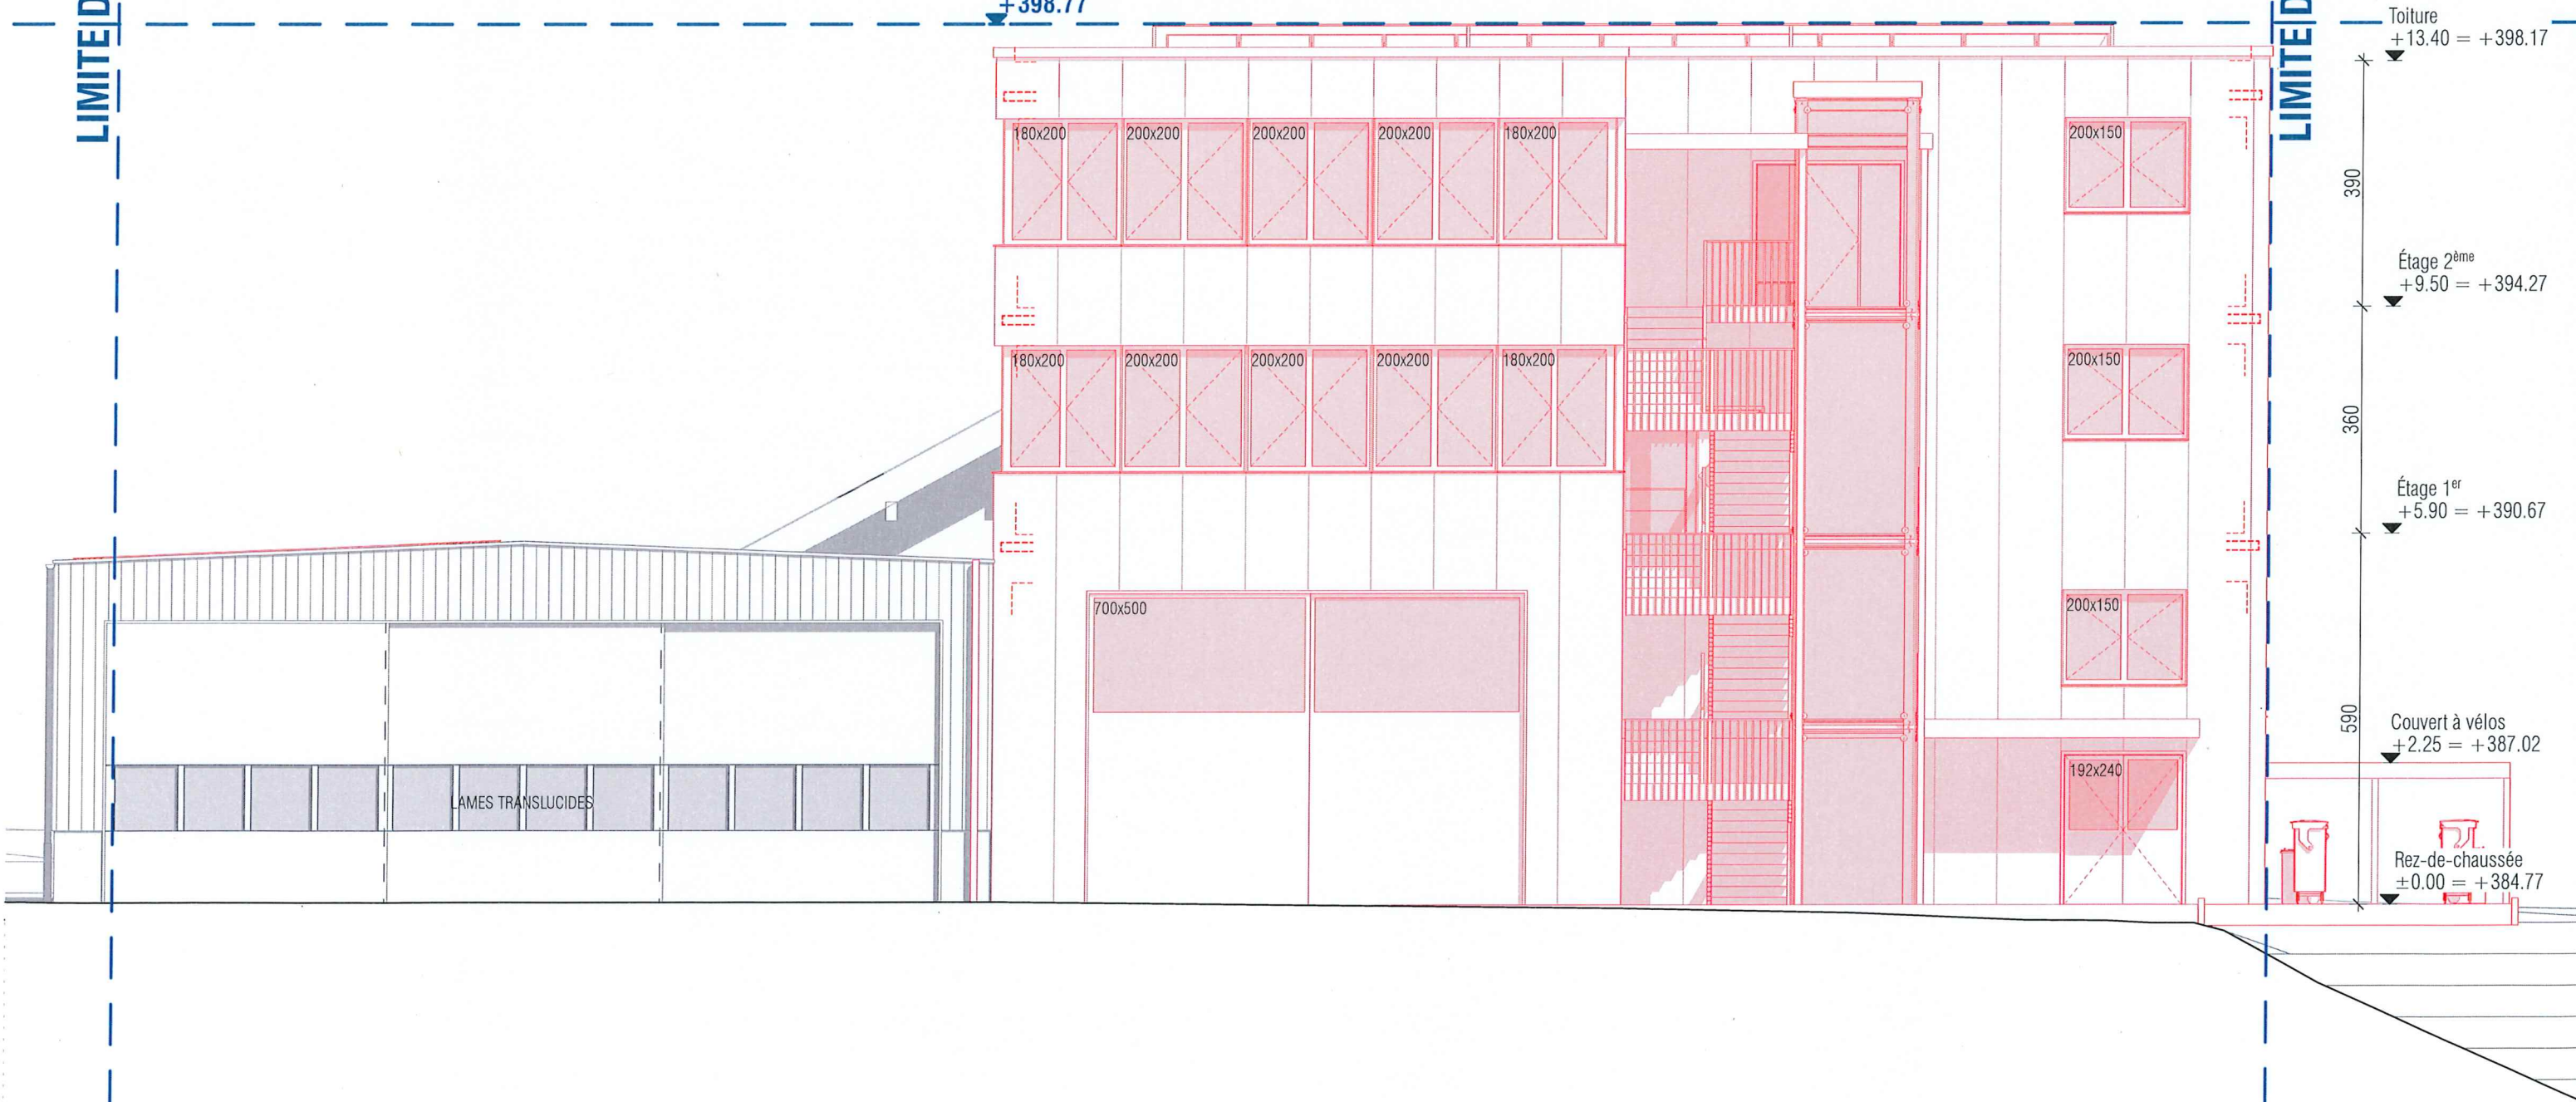 +398.77
LIMITE D
LIMITE D
Toiture
+13.40 = +398.17
180x200
200x200
200x200
200x200
180x200
200x150
390
Étage 2ème
+9.50 = +394.27
180x200
200x200
200x200
200x200
180x200
200x150
360
Étage 1er
+5.90 = +390.67
700x500
200x150
590
Couvert à vélos
+2.25 = +387.02
192x240
LAMES TRANSLUCIDES
Rez-de-chaussée
±0.00 = +384.77